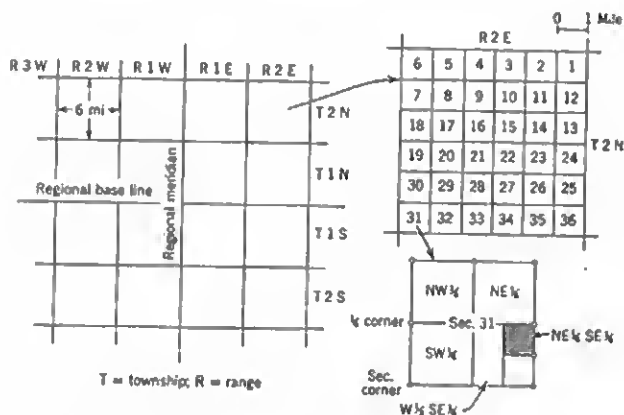 R3W R2W R1W R1E R2E
6 mi
T2N
T1N
Regional base line
Regional meridian
T1S
T2S
T = township; R = range
0 1 Mile
R2E
6 5 4 3 2 1
7 8 9 10 11 12
18 17 16 15 14 13
T2N
19 20 21 22 23 24
30 29 28 27 26 25
31 32 33 34 35 36
NW¼ NE¼
¼ corner
Sec. 31
NE¼ SE¼
SW¼
Sec. corner
W½ SE¼